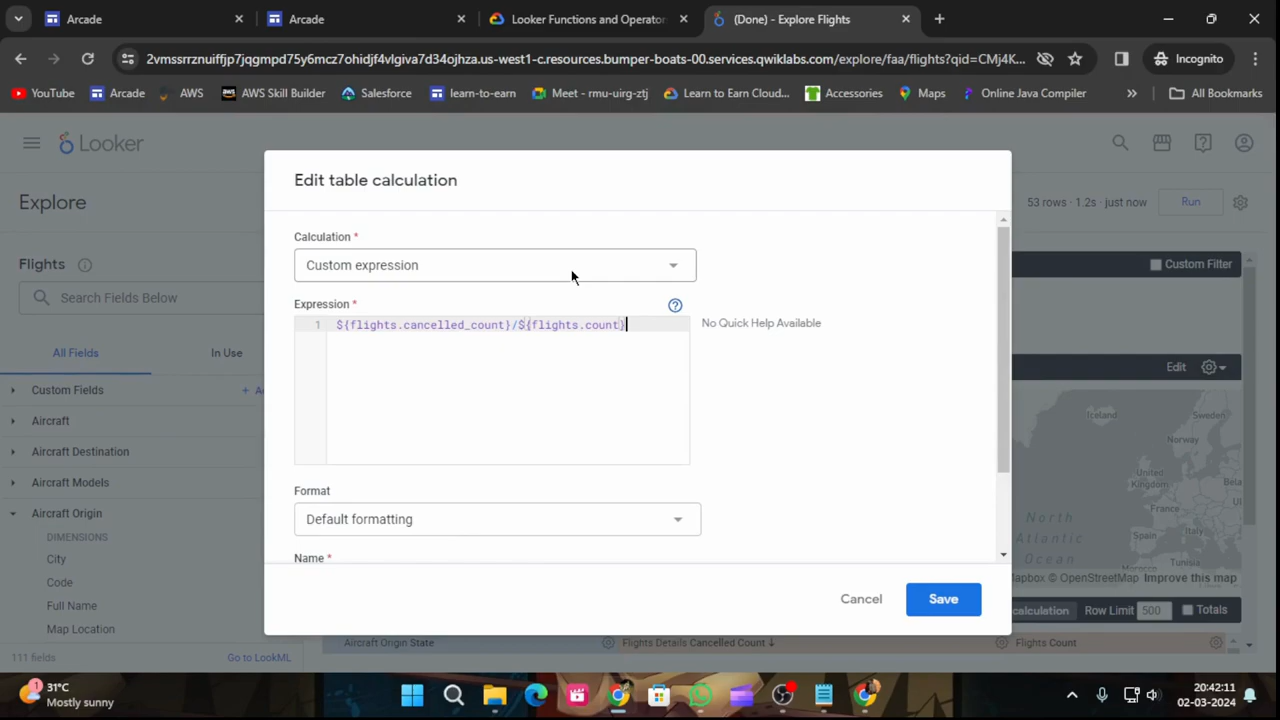 Arcade
Arcade
Looker Functions and Operator
(Done) - Explore Flights
2vmssrrznuiffjp7jqgmpd75y6mcz7ohidjf4vlgiva7d34ojhza.us-west1-c.resources.bumper-boats-00.services.qwiklabs.com/explore/faa/flights?qid=CMj4K...
Incognito
YouTube
Arcade
AWS
AWS Skill Builder
Salesforce
learn-to-earn
Meet - rmu-uirg-ztj
Learn to Earn Cloud...
Accessories
Maps
Online Java Compiler
All Bookmarks
Looker
Explore
53 rows · 1.2s · just now
Run
Flights
Search Fields Below
All Fields
In Use
Custom Fields
+ A
Aircraft
Aircraft Destination
Aircraft Models
Aircraft Origin
DIMENSIONS
City
Code
Full Name
Map Location
111 fields
Go to LookML
Edit table calculation
Calculation *
Custom expression
Expression *
1 ${flights.cancelled_count}/${flights.count}
No Quick Help Available
Format
Default formatting
Name *
Cancel
Save
Custom Filter
Edit
Iceland
Sweden
Norway
United Kingdom
France
Spain
Italy
Türkiye
North Atlantic Ocean
© OpenStreetMap Improve this map
calculation
Row Limit 500
Totals
Aircraft Origin State
Flights Details Cancelled Count ↓
Flights Count
31°C
Mostly sunny
20:42:11
02-03-2024